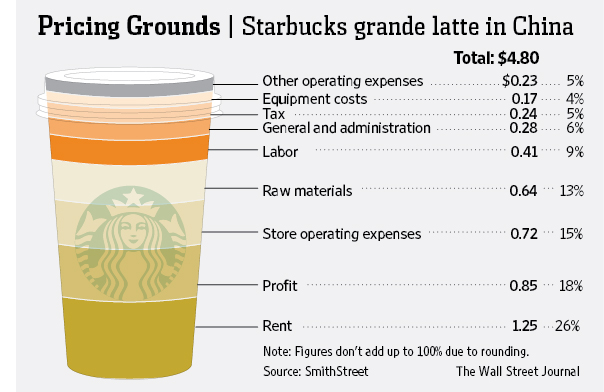 Pricing Grounds | Starbucks grande latte in China
Total: $4.80
Other operating expenses $0.23 5%
Equipment costs 0.17 4%
Tax 0.24 5%
General and administration 0.28 6%
Labor 0.41 9%
Raw materials 0.64 13%
Store operating expenses 0.72 15%
Profit 0.85 18%
Rent 1.25 26%
Note: Figures don't add up to 100% due to rounding.
Source: SmithStreet The Wall Street Journal